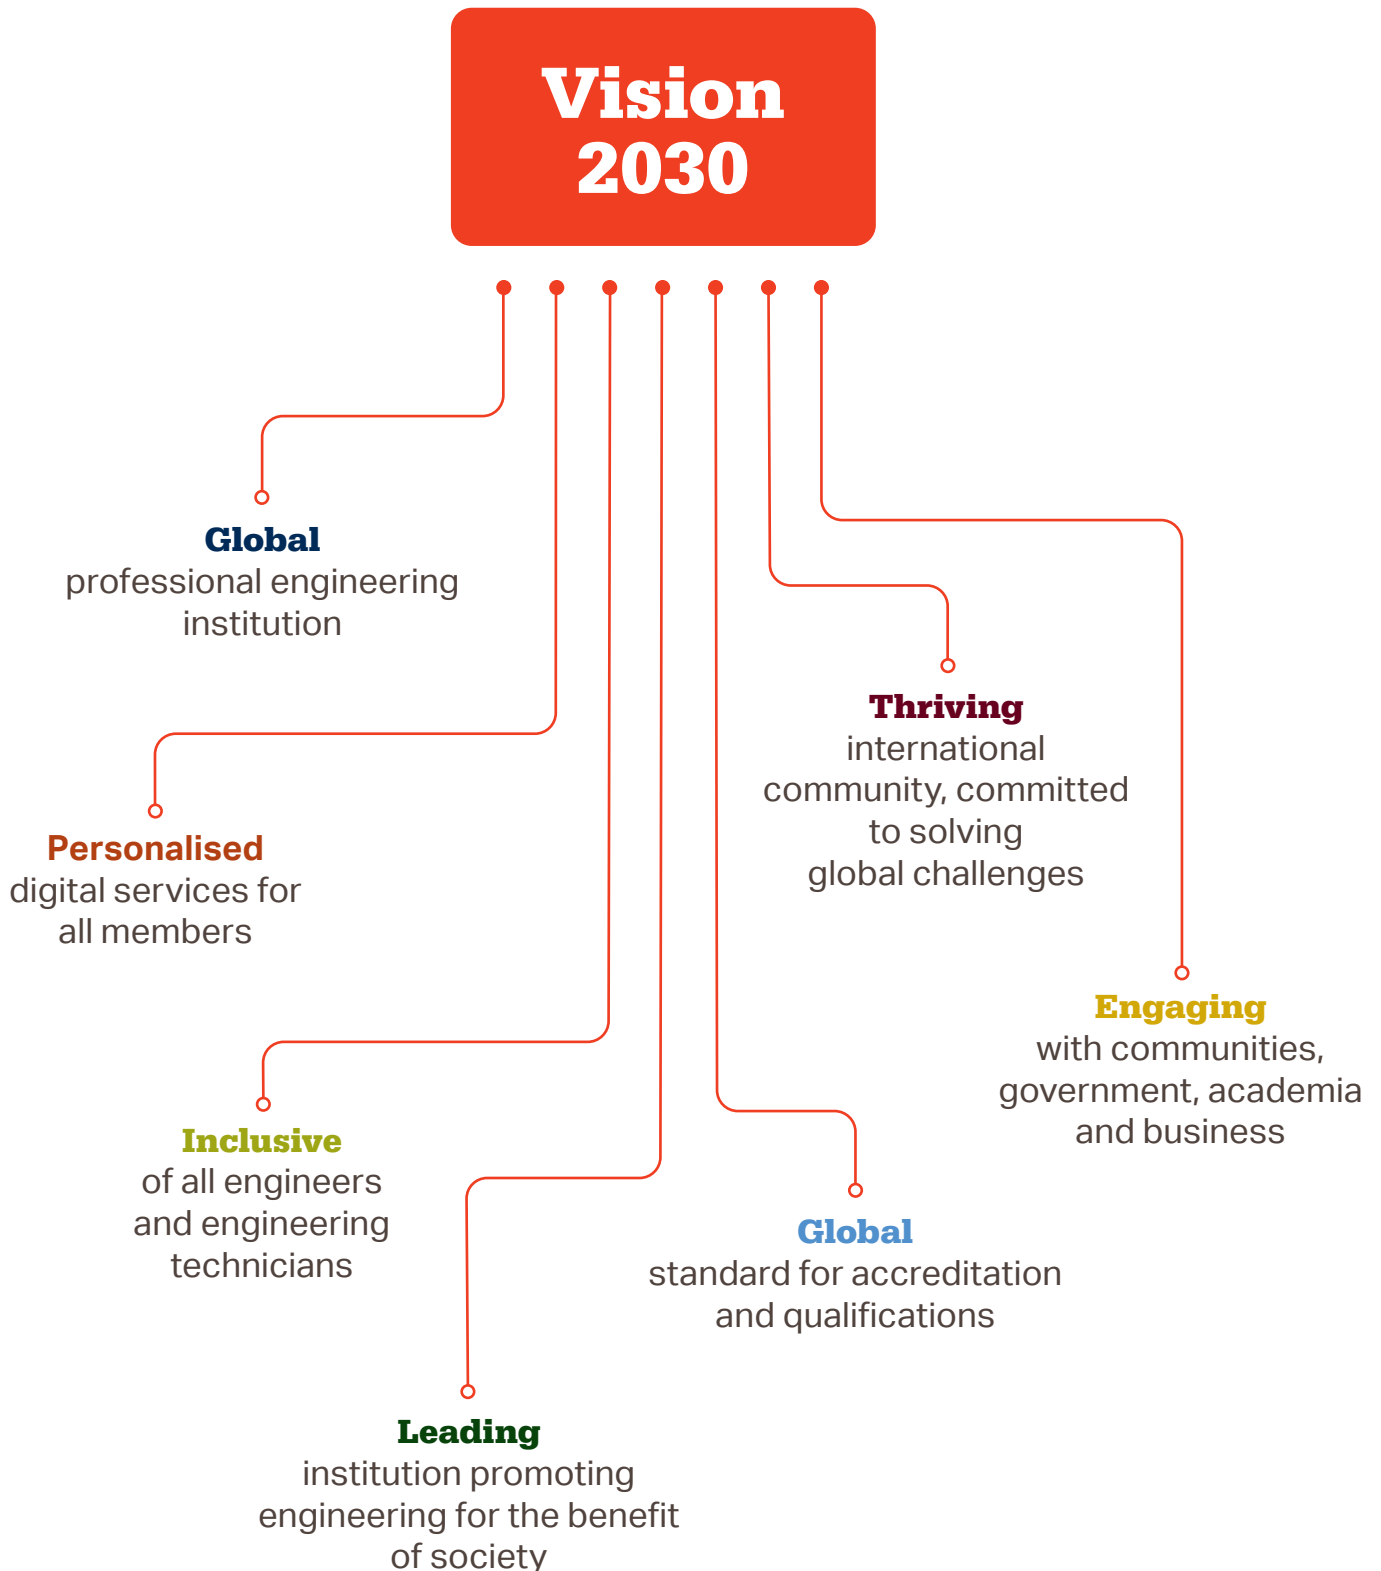 Vision
2030
Global
professional engineering
institution
Personalised
digital services for
all members
Inclusive
of all engineers
and engineering
technicians
Leading
institution promoting
engineering for the benefit
of society
Global
standard for accreditation
and qualifications
Thriving
international
community, committed
to solving
global challenges
Engaging
with communities,
government, academia
and business